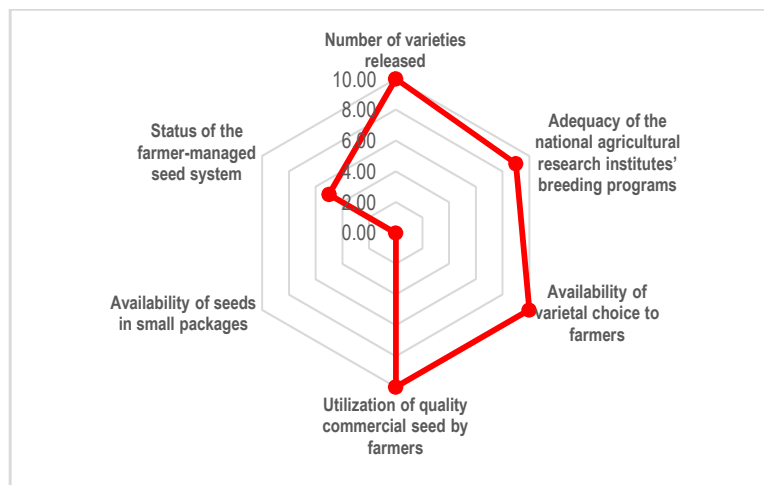 Number of varieties
released
10.00
8.00
6.00
4.00
2.00
0.00
Adequacy of the
national agricultural
research institutes’
breeding programs
Availability of
varietal choice to
farmers
Utilization of quality
commercial seed by
farmers
Availability of seeds
in small packages
Status of the
farmer-managed
seed system